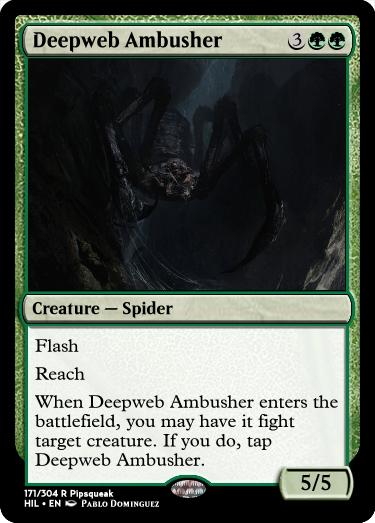 Deepweb Ambusher 3
Creature — Spider
Flash
Reach
When Deepweb Ambusher enters the
battlefield, you may have it fight
target creature. If you do, tap
Deepweb Ambusher.
5/5
171/304 R Pipsqueak
HIL • EN Pablo Dominguez